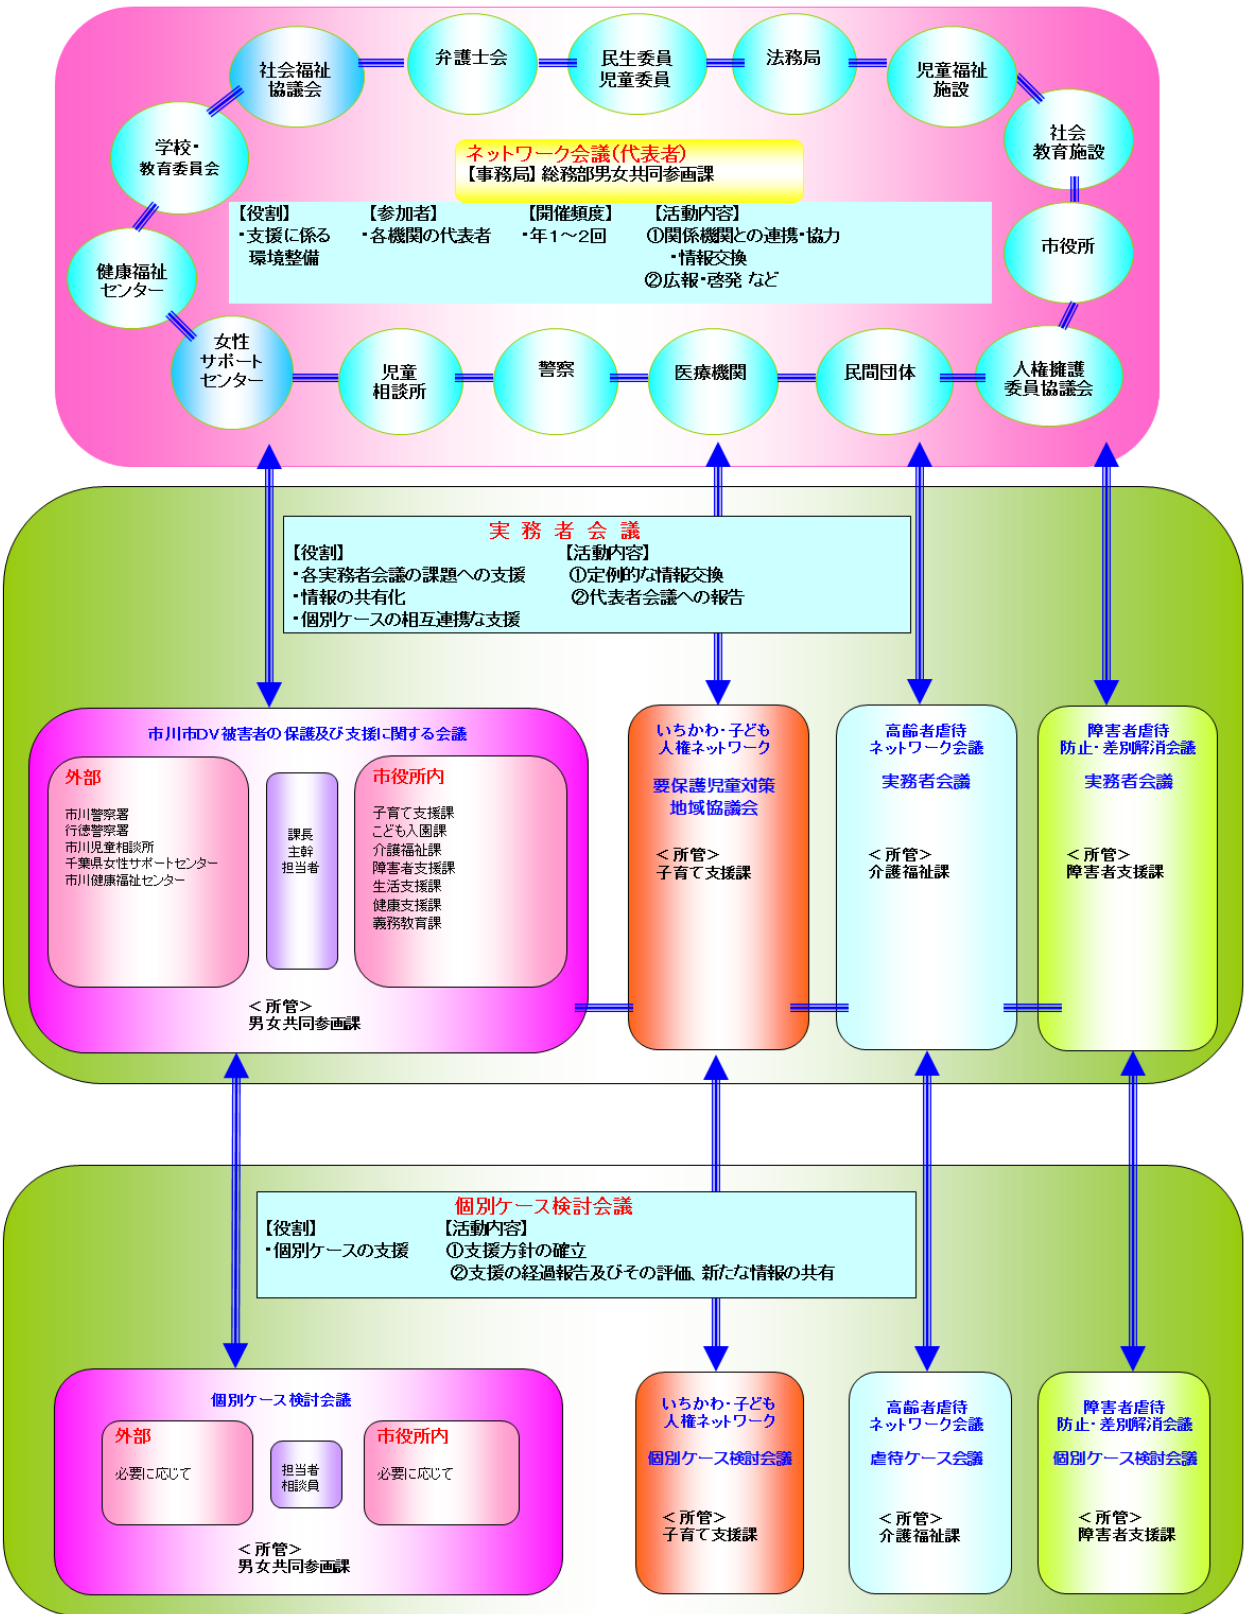 社会福祉
協議会
弁護士会
民生委員
児童委員
法務局
児童福祉
施設
社会
教育施設
学校・
教育委員会
ネットワーク会議(代表者)
【事務局】 総務部男女共同参画課
【役割】 【参加者】 【開催頻度】 【活動内容】
・支援に係る ・各機関の代表者 ・年1～2回 ①関係機関との連携・協力
環境整備 ・情報交換
②広報・啓発 など
市役所
健康福祉
センター
女性
サポート
センター
児童
相談所
警察
医療機関
民間団体
人権擁護
委員協議会
実 務 者 会 議
【役割】 【活動内容】
・各実務者会議の課題への支援 ①定例的な情報交換
・情報の共有化 ②代表者会議への報告
・個別ケースの相互連携な支援
市川市DV被害者の保護及び支援に関する会議
外部
市川警察署
行徳警察署
市川児童相談所
千葉県女性サポートセンター
市川健康福祉センター
課長
主幹
担当者
市役所内
子育て支援課
こども入園課
介護福祉課
障害者支援課
生活支援課
健康支援課
義務教育課
＜所管＞
男女共同参画課
いちかわ・子ども
人権ネットワーク
要保護児童対策
地域協議会
＜所管＞
子育て支援課
高齢者虐待
ネットワーク会議
実務者会議
＜所管＞
介護福祉課
障害者虐待
防止・差別解消会議
実務者会議
＜所管＞
障害者支援課
個別ケース検討会議
【役割】 【活動内容】
・個別ケースの支援 ①支援方針の確立
②支援の経過報告及びその評価、新たな情報の共有
個別ケース検討会議
外部
必要に応じて
担当者
相談員
市役所内
必要に応じて
＜所管＞
男女共同参画課
いちかわ・子ども
人権ネットワーク
個別ケース検討会議
＜所管＞
子育て支援課
高齢者虐待
ネットワーク会議
虐待ケース会議
＜所管＞
介護福祉課
障害者虐待
防止・差別解消会議
個別ケース検討会議
＜所管＞
障害者支援課